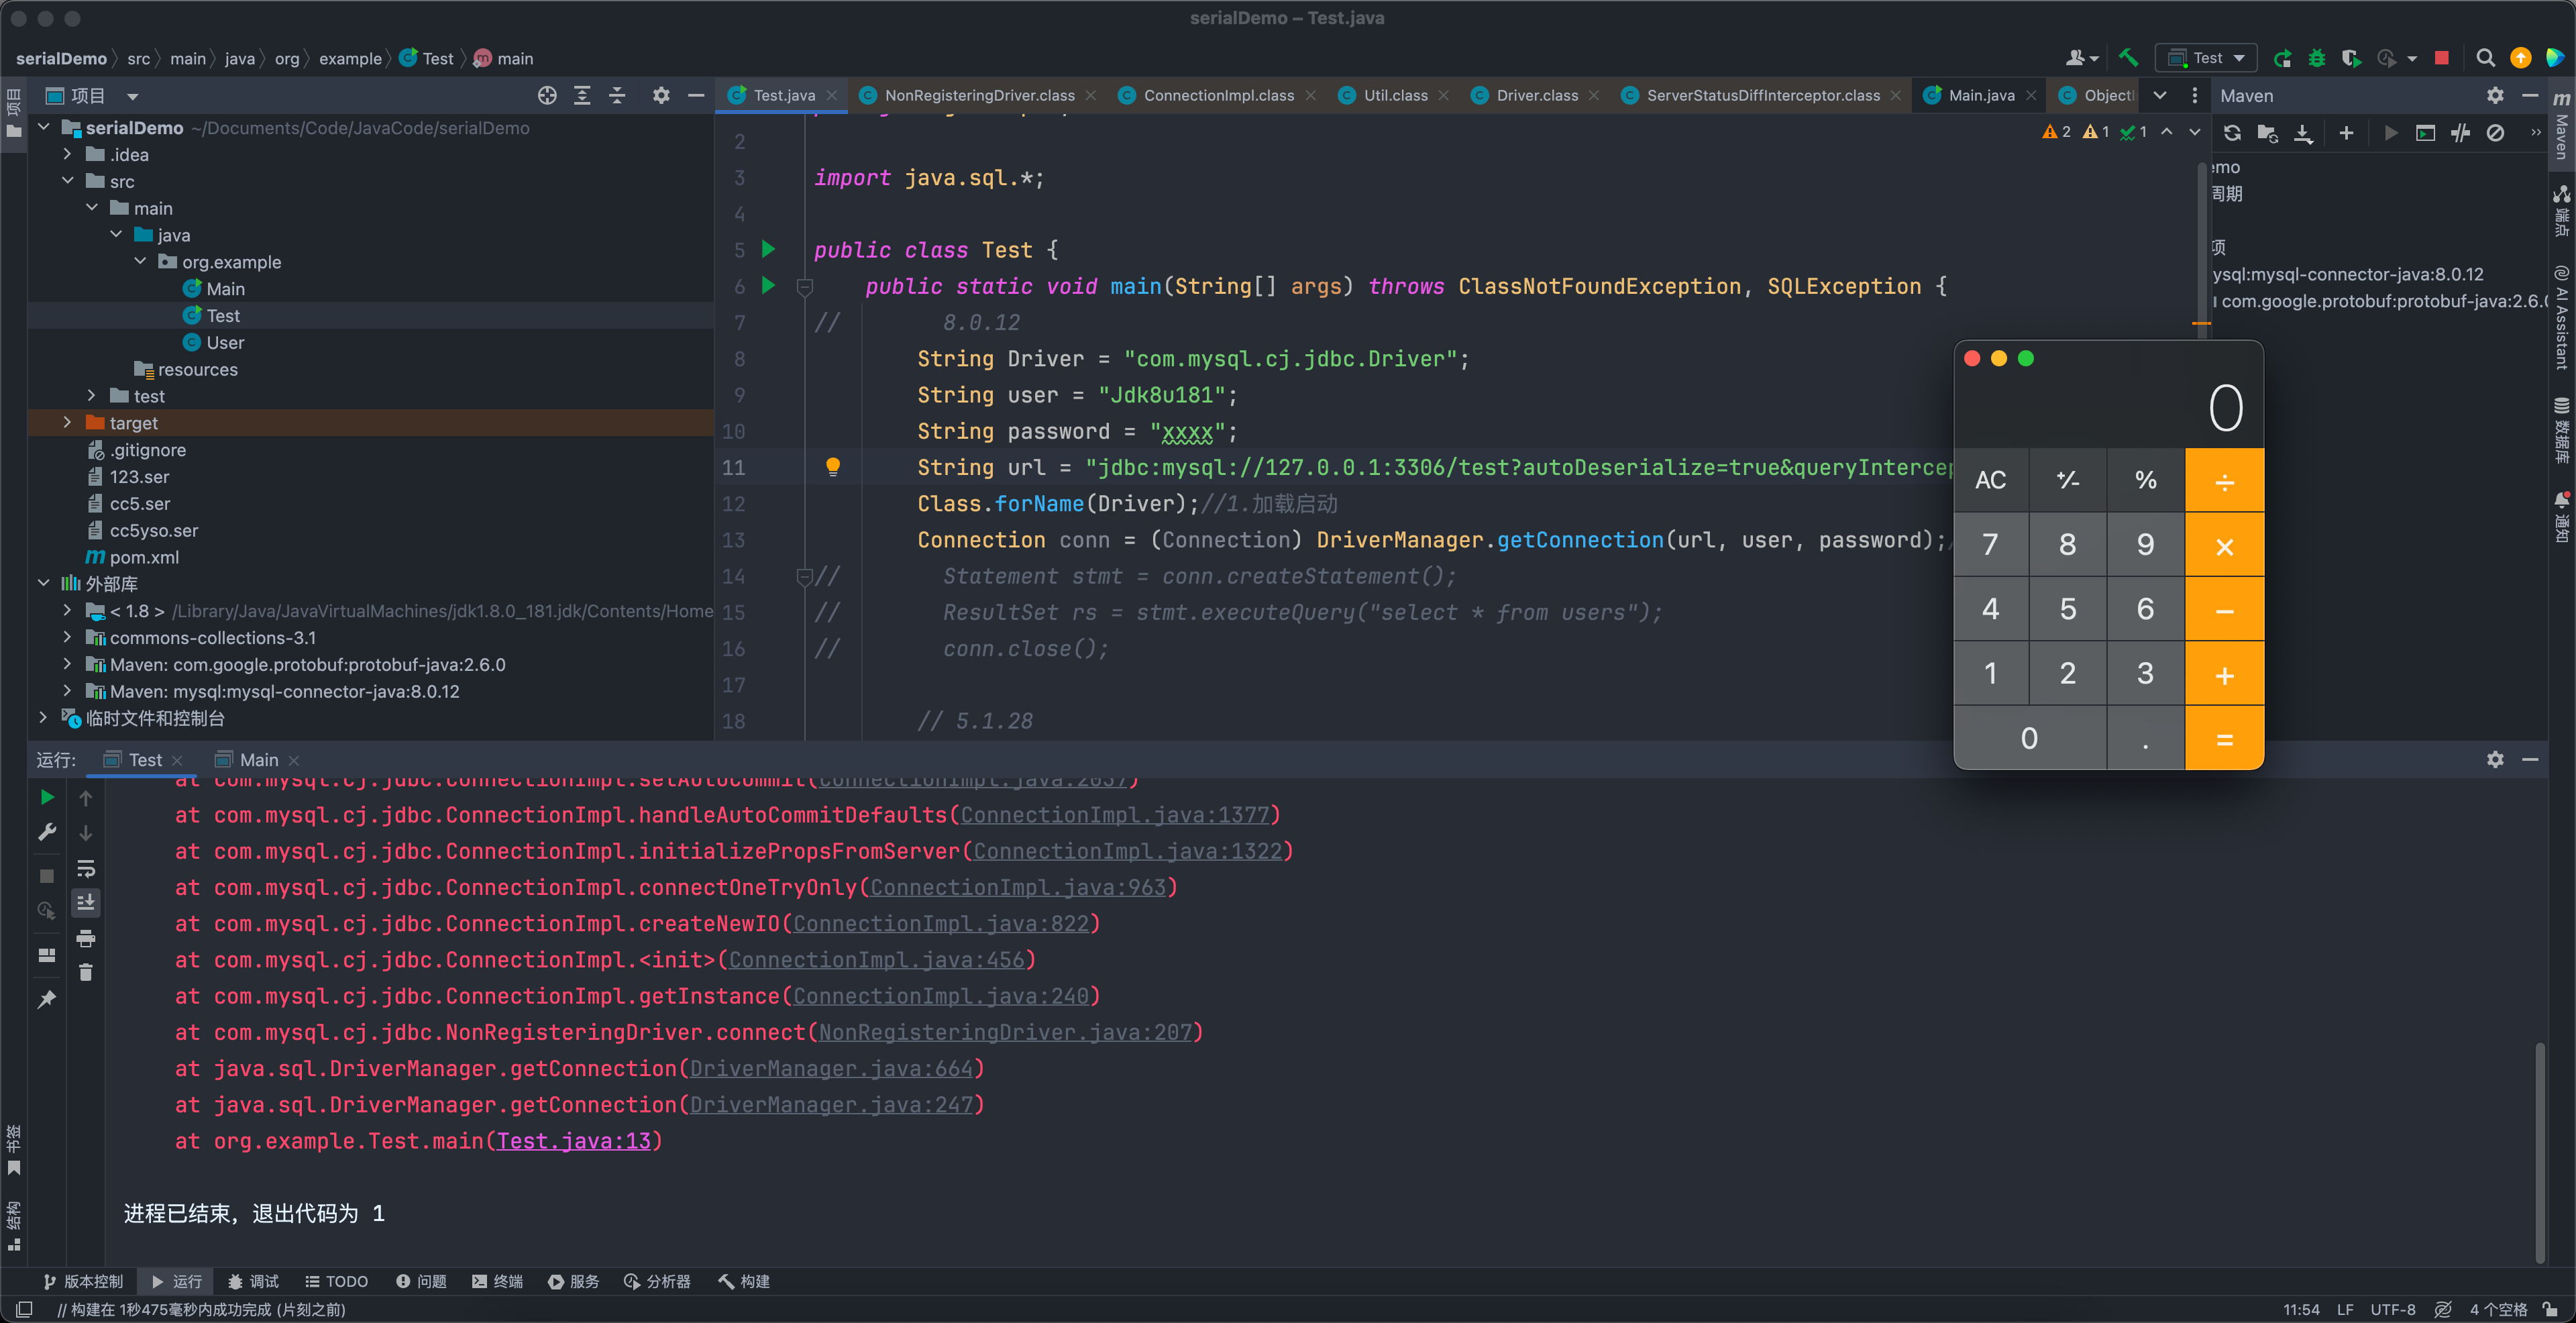 serialDemo – Test.java
serialDemo src main java org example Test main
Test
项目
Test.java NonRegisteringDriver.class ConnectionImpl.class Util.class Driver.class ServerStatusDiffInterceptor.class Main.java Objectl
Maven
serialDemo ~/Documents/Code/JavaCode/serialDemo
.idea
src
main
java
org.example
Main
Test
User
resources
test
target
.gitignore
123.ser
cc5.ser
cc5yso.ser
pom.xml
外部库
< 1.8 > /Library/Java/JavaVirtualMachines/jdk1.8.0_181.jdk/Contents/Home
commons-collections-3.1
Maven: com.google.protobuf:protobuf-java:2.6.0
Maven: mysql:mysql-connector-java:8.0.12
临时文件和控制台
2 1 1
2
3 import java.sql.*;
4
5 public class Test {
6 public static void main(String[] args) throws ClassNotFoundException, SQLException {
7 // 8.0.12
8 String Driver = "com.mysql.cj.jdbc.Driver";
9 String user = "Jdk8u181";
10 String password = "xxxx";
11 String url = "jdbc:mysql://127.0.0.1:3306/test?autoDeserialize=true&queryIntercep
12 Class.forName(Driver);//1.加载启动
13 Connection conn = (Connection) DriverManager.getConnection(url, user, password);/
14 // Statement stmt = conn.createStatement();
15 // ResultSet rs = stmt.executeQuery("select * from users");
16 // conn.close();
17
18 // 5.1.28
emo
周期
项
ysql:mysql-connector-java:8.0.12
com.google.protobuf:protobuf-java:2.6.0
0
AC +⁄− % ÷
7 8 9 ×
4 5 6 −
1 2 3 +
0 . =
项目
m
Maven
端点
AI Assistant
数据库
通知
运行: Test Main
at com.mysql.cj.jdbc.ConnectionImpl.setAutoCommit(ConnectionImpl.java:2057)
at com.mysql.cj.jdbc.ConnectionImpl.handleAutoCommitDefaults(ConnectionImpl.java:1377)
at com.mysql.cj.jdbc.ConnectionImpl.initializePropsFromServer(ConnectionImpl.java:1322)
at com.mysql.cj.jdbc.ConnectionImpl.connectOneTryOnly(ConnectionImpl.java:963)
at com.mysql.cj.jdbc.ConnectionImpl.createNewIO(ConnectionImpl.java:822)
at com.mysql.cj.jdbc.ConnectionImpl.<init>(ConnectionImpl.java:456)
at com.mysql.cj.jdbc.ConnectionImpl.getInstance(ConnectionImpl.java:240)
at com.mysql.cj.jdbc.NonRegisteringDriver.connect(NonRegisteringDriver.java:207)
at java.sql.DriverManager.getConnection(DriverManager.java:664)
at java.sql.DriverManager.getConnection(DriverManager.java:247)
at org.example.Test.main(Test.java:13)
进程已结束，退出代码为 1
书签
结构
版本控制 运行 调试 TODO 问题 终端 服务 分析器 构建
// 构建在 1秒475毫秒内成功完成 (片刻之前)
11:54 LF UTF-8 4 个空格